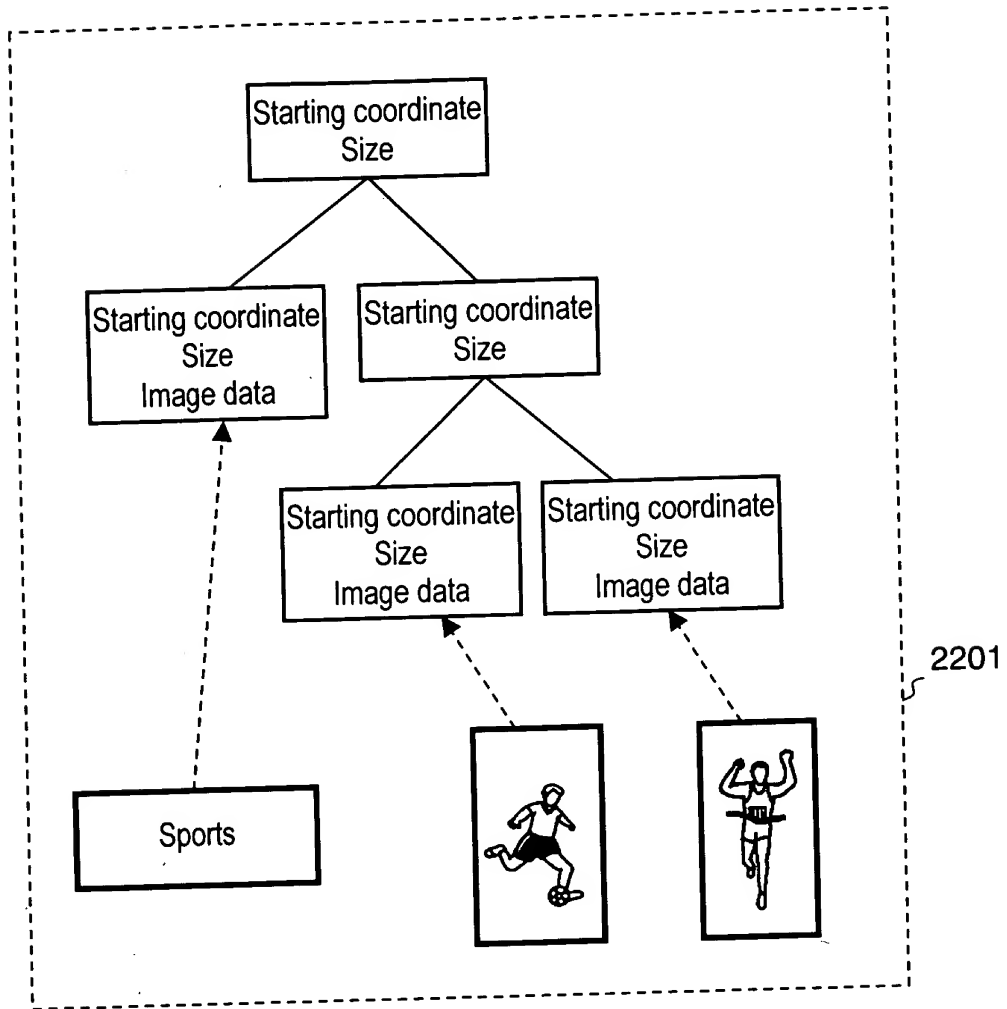 Starting coordinate
Size
Starting coordinate
Size
Image data
Starting coordinate
Size
Starting coordinate
Size
Image data
Starting coordinate
Size
Image data
2201
Sports